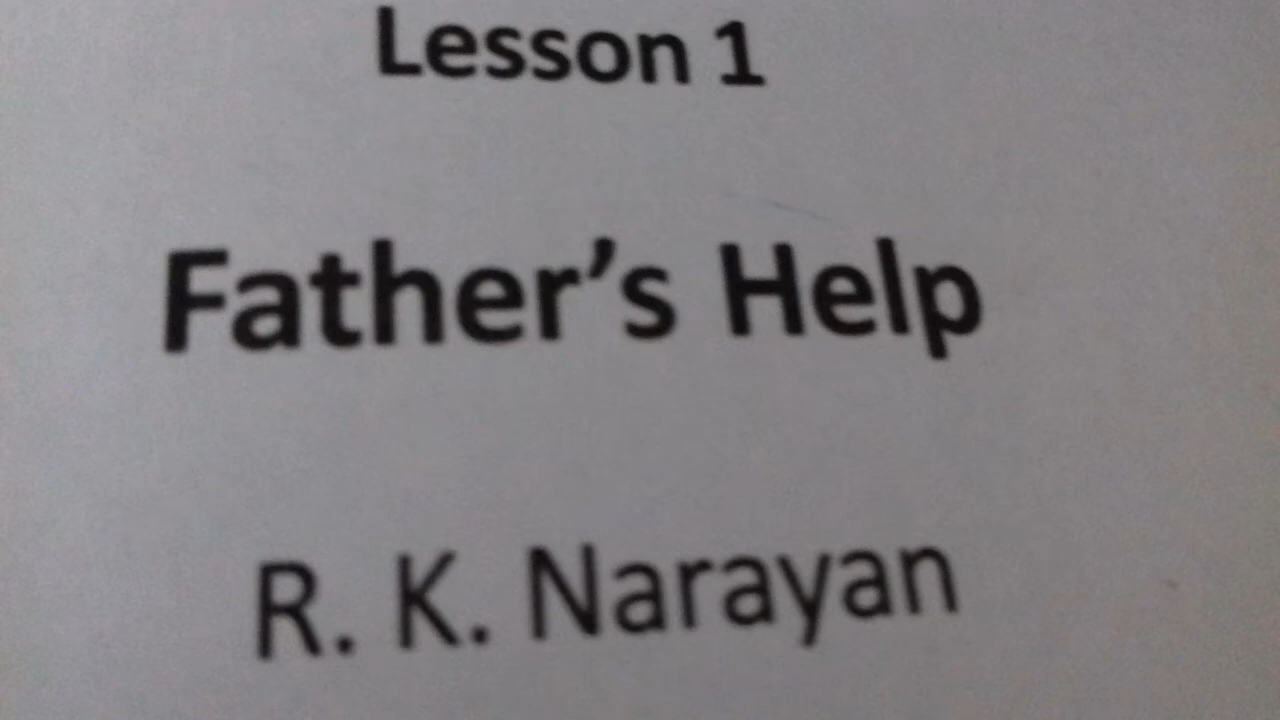 Lesson 1
Father’s Help
R. K. Narayan